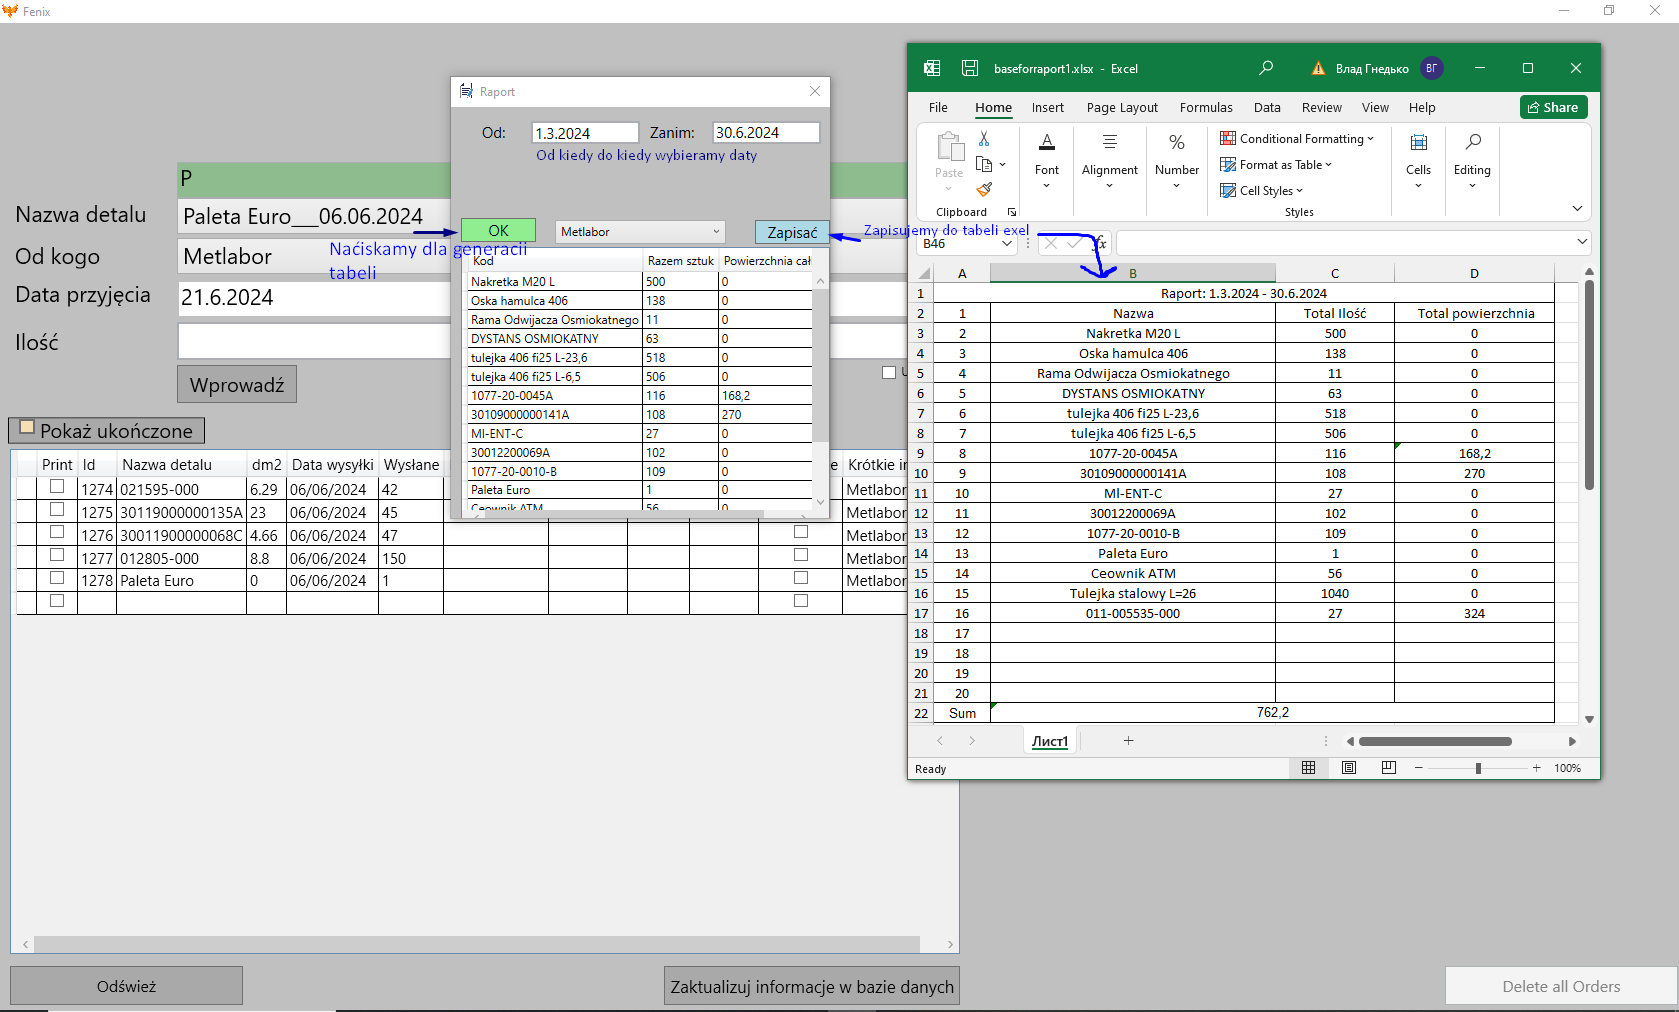 Fenix
P
Nazwa detalu
Paleta Euro___06.06.2024
Od kogo
Metlabor
Data przyjęcia
21.6.2024
Ilość
Wprowadź
Pokaż ukończone
Print Id Nazwa detalu dm2 Data wysyłki Wysłane Krótkie
1274 021595-000 6.29 06/06/2024 42 Metlabor
1275 30119000000135A 23 06/06/2024 45 Metlabor
1276 30011900000068C 4.66 06/06/2024 47 Metlabor
1277 012805-000 8.8 06/06/2024 150 Metlabor
1278 Paleta Euro 0 06/06/2024 1 Metlabor
Odśwież
Zaktualizuj informacje w bazie danych
Delete all Orders
Raport
Od: 1.3.2024 Zanim: 30.6.2024
Od kiedy do kiedy wybieramy daty
OK Metlabor Zapisać
Naćiskamy dla generacii
tabeli
Zapisujemy do tabeli exel
Kod Razem sztuk Powierzchnia cał
Nakretka M20 L 500 0
Oska hamulca 406 138 0
Rama Odwijacza Osmiokatnego 11 0
DYSTANS OSMIOKATNY 63 0
tulejka 406 fi25 L-23,6 518 0
tulejka 406 fi25 L-6,5 506 0
1077-20-0045A 116 168,2
30109000000141A 108 270
MI-ENT-C 27 0
30012200069A 102 0
1077-20-0010-B 109 0
Paleta Euro 1 0
Ceownik ATM 56 0
baseforraport1.xlsx - Excel
Влад Гнедько ВГ
File Home Insert Page Layout Formulas Data Review View Help Share
Paste
Clipboard
Font
Alignment
Number
Conditional Formatting
Format as Table
Cell Styles
Styles
Cells
Editing
B46 fx
A B C D
1 Raport: 1.3.2024 - 30.6.2024
2 1 Nazwa Total Ilość Total powierzchnia
3 2 Nakretka M20 L 500 0
4 3 Oska hamulca 406 138 0
5 4 Rama Odwijacza Osmiokatnego 11 0
6 5 DYSTANS OSMIOKATNY 63 0
7 6 tulejka 406 fi25 L-23,6 518 0
8 7 tulejka 406 fi25 L-6,5 506 0
9 8 1077-20-0045A 116 168,2
10 9 30109000000141A 108 270
11 10 MI-ENT-C 27 0
12 11 30012200069A 102 0
13 12 1077-20-0010-B 109 0
14 13 Paleta Euro 1 0
15 14 Ceownik ATM 56 0
16 15 Tulejka stalowy L=26 1040 0
17 16 011-005535-000 27 324
18 17
19 18
20 19
21 20
22 Sum 762,2
Лист1
Ready
100%